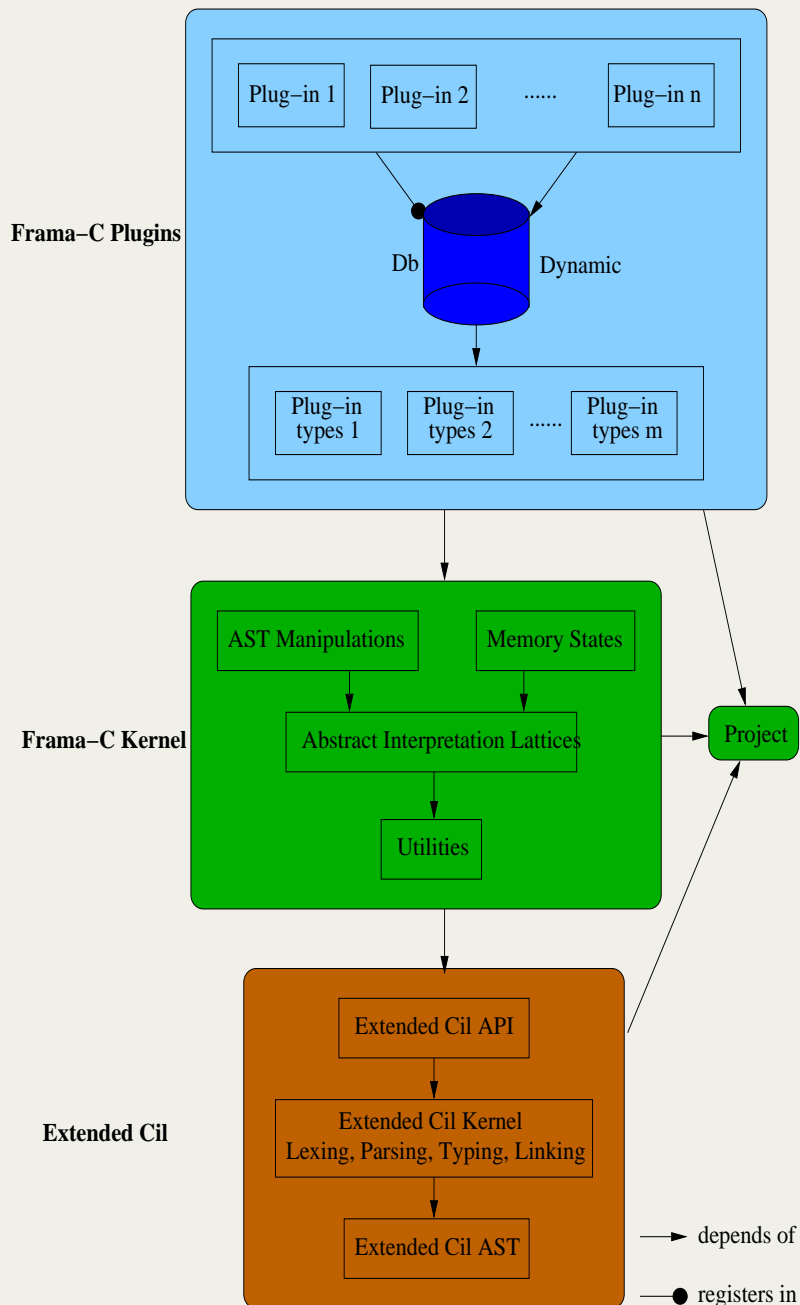 Plug–in 1
Plug–in 2
......
Plug–in n
Frama–C Plugins
Db
Dynamic
Plug–in
types 1
Plug–in
types 2
......
Plug–in
types m
AST Manipulations
Memory States
Frama–C Kernel
Abstract Interpretation Lattices
Project
Utilities
Extended Cil API
Extended Cil
Extended Cil Kernel
Lexing, Parsing, Typing, Linking
Extended Cil AST
depends of
registers in